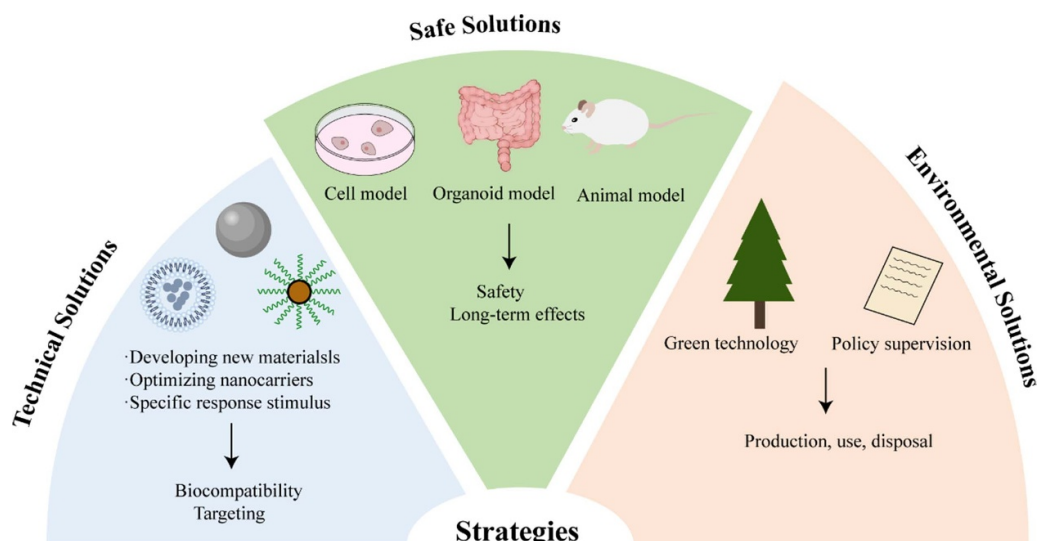 Safe Solutions
Cell model
Organoid model
Animal model
Safety
Long-term effects
Technical Solutions
·Developing new materialsls
·Optimizing nanocarriers
·Specific response stimulus
Biocompatibility
Targeting
Environmental Solutions
Green technology
Policy supervision
Production, use, disposal
Strategies